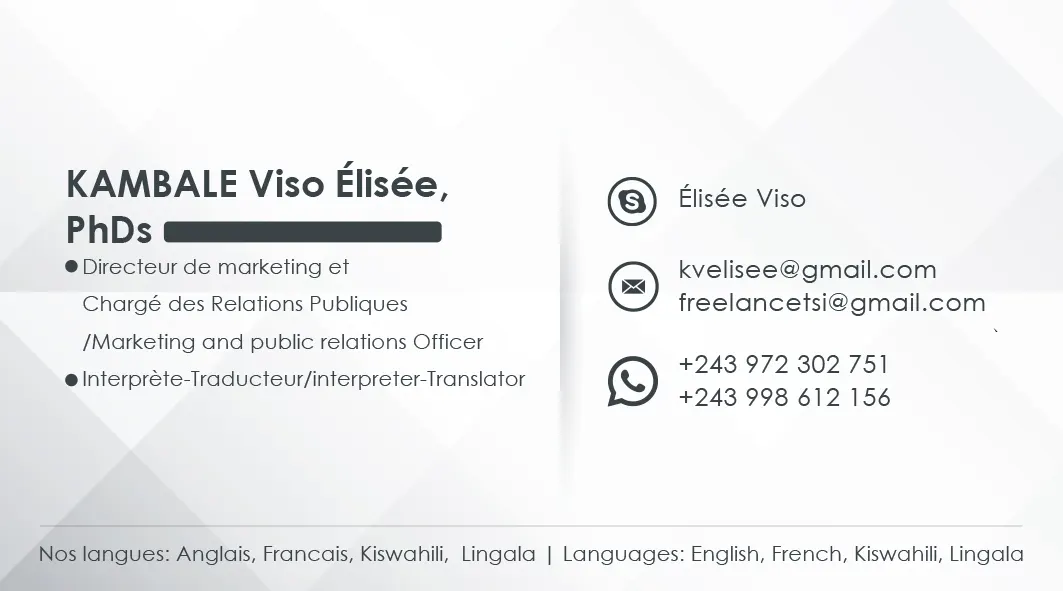 KAMBALE Viso Élisée,
PhDs
Directeur de marketing et
Chargé des Relations Publiques
/Marketing and public relations Officer
Interprète-Traducteur/interpreter-Translator
Élisée Viso
kvelisee@gmail.com
freelancetsi@gmail.com
+243 972 302 751
+243 998 612 156
Nos langues: Anglais, Francais, Kiswahili, Lingala | Languages: English, French, Kiswahili, Lingala